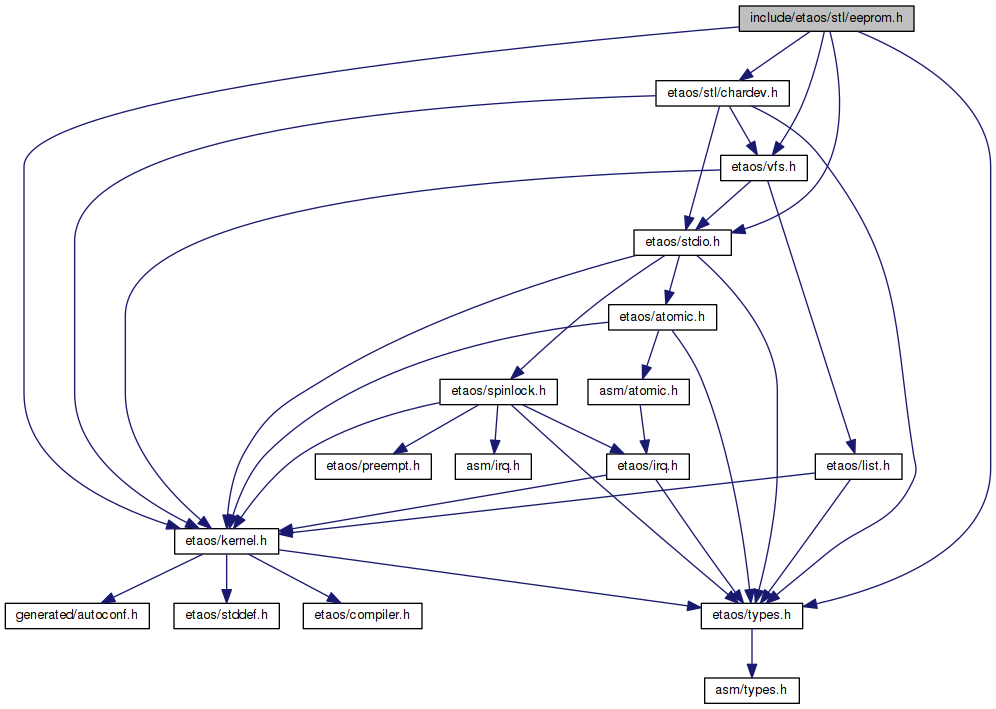 include/etaos/stl/eeprom.h
etaos/stl/chardev.h
etaos/vfs.h
etaos/stdio.h
etaos/atomic.h
etaos/spinlock.h
asm/atomic.h
etaos/preempt.h
asm/irq.h
etaos/irq.h
etaos/list.h
etaos/kernel.h
generated/autoconf.h
etaos/stddef.h
etaos/compiler.h
etaos/types.h
asm/types.h